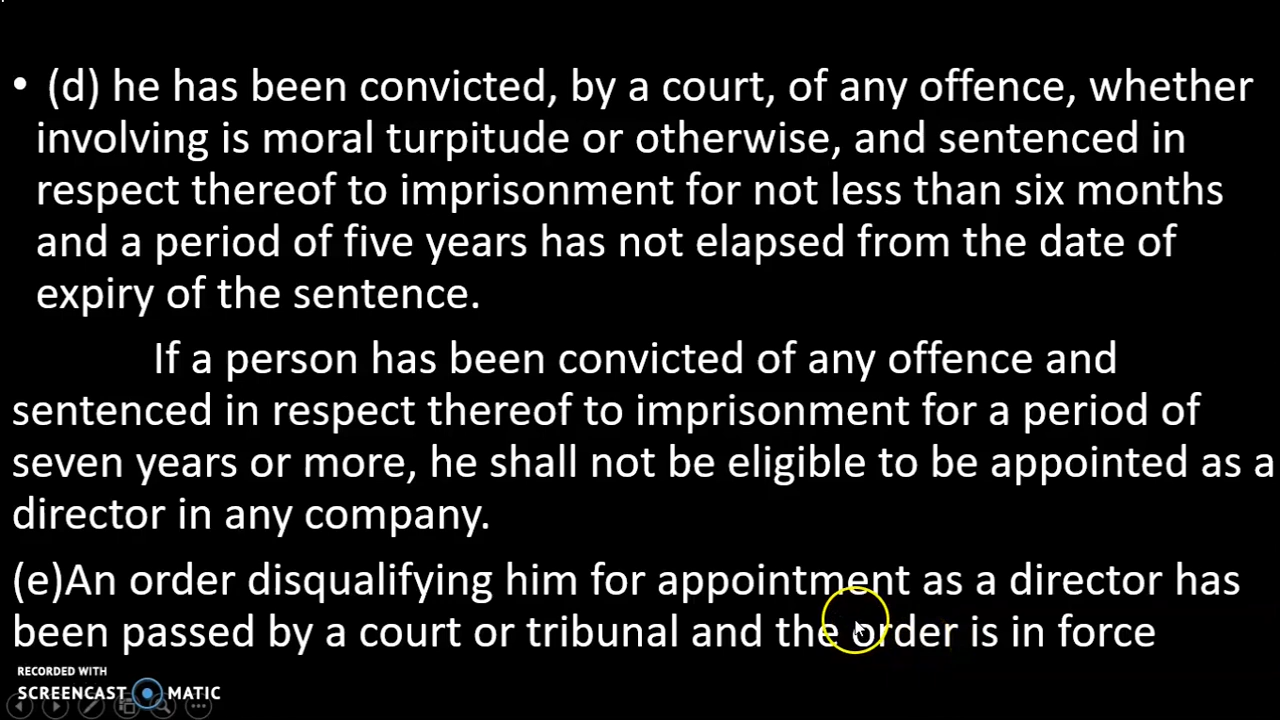 • (d) he has been convicted, by a court, of any offence, whether
involving is moral turpitude or otherwise, and sentenced in
respect thereof to imprisonment for not less than six months
and a period of five years has not elapsed from the date of
expiry of the sentence.
If a person has been convicted of any offence and
sentenced in respect thereof to imprisonment for a period of
seven years or more, he shall not be eligible to be appointed as a
director in any company.
(e)An order disqualifying him for appointment as a director has
been passed by a court or tribunal and the order is in force
RECORDED WITH
SCREENCAST MATIC